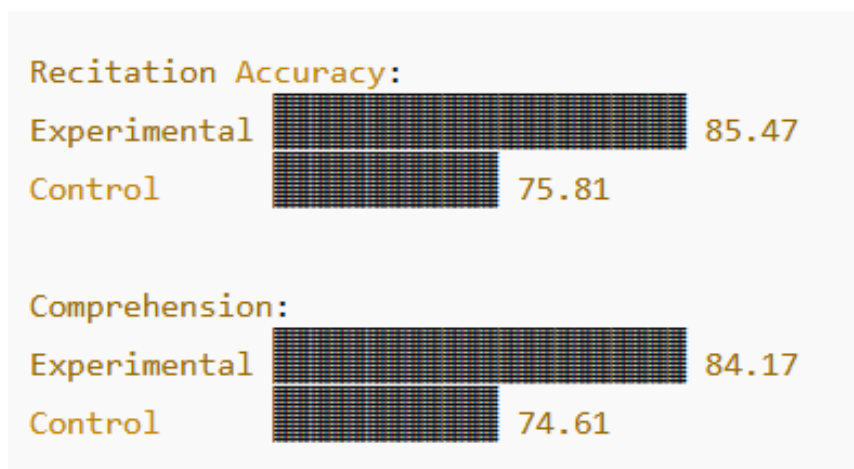 Recitation Accuracy:
Experimental 85.47
Control 75.81
Comprehension:
Experimental 84.17
Control 74.61